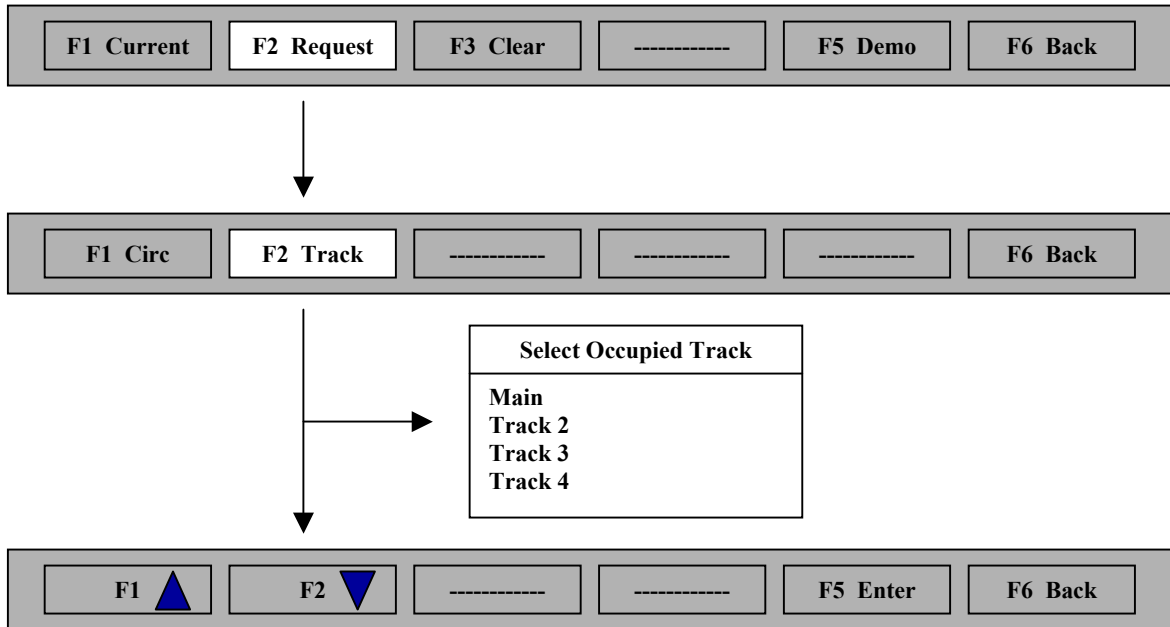 F1 Current F2 Request F3 Clear ------------ F5 Demo F6 Back
F1 Circ F2 Track ------------ ------------ ------------ F6 Back
Select Occupied Track
Main
Track 2
Track 3
Track 4
F1 F2 ------------ ------------ F5 Enter F6 Back